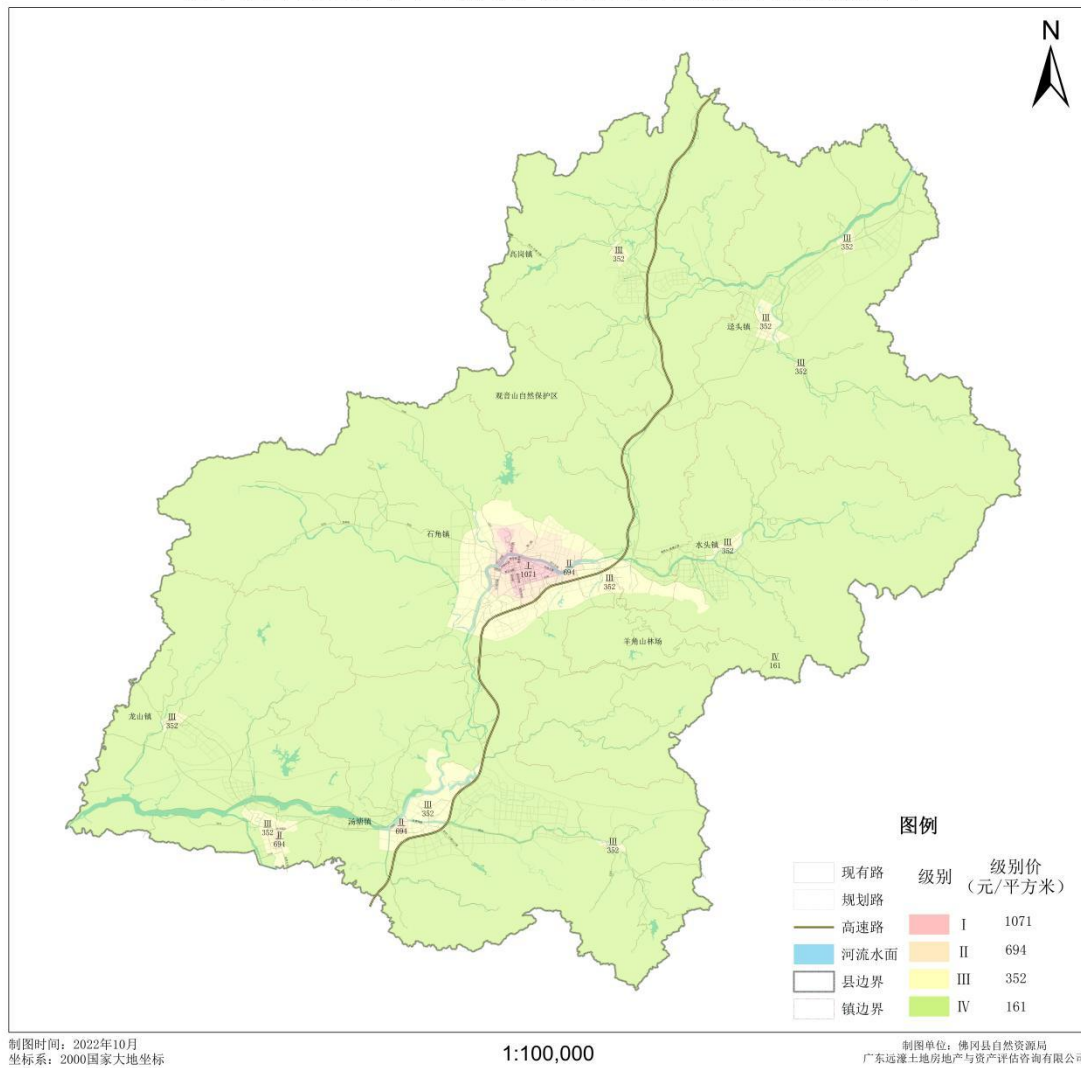 N
III
352
高岗镇
III
352
III
352
迳头镇
III
352
观音山自然保护区
石角镇
I
1071
II
694
III
352
水头镇
III
352
羊角山林场
IV
161
龙山镇
III
352
III
352
汤塘镇
II
694
III
352
II
694
III
352
图例
现有路
规划路
高速路
河流水面
县边界
镇边界
级别
级别价
（元/平方米）
I 1071
II 694
III 352
IV 161
制图时间：2022年10月
坐标系：2000国家大地坐标
1:100,000
制图单位：佛冈县自然资源局
广东远濠土地房地产与资产评估咨询有限公司